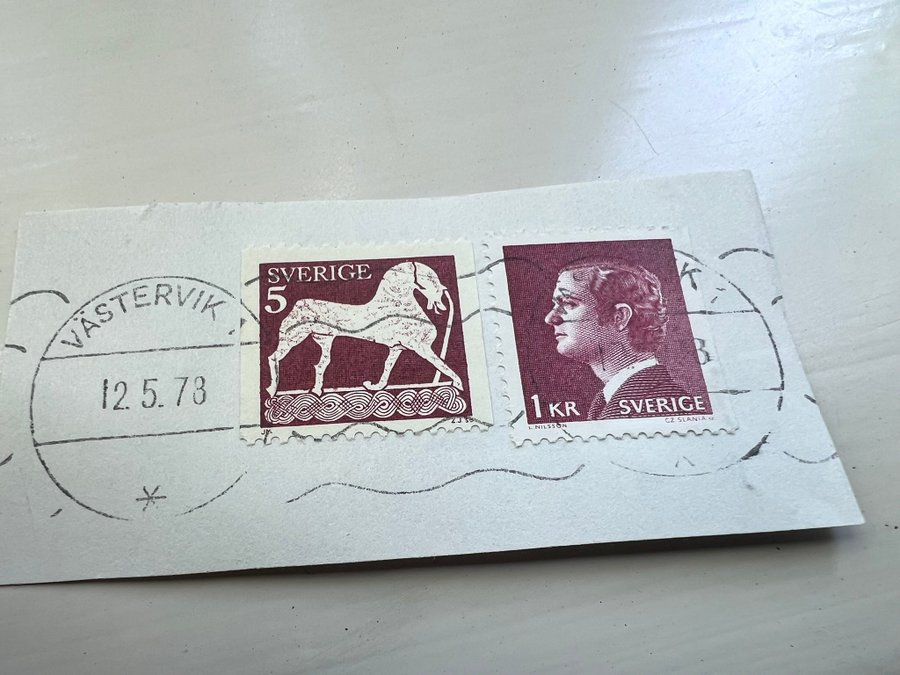 VÄSTERVIK
12.5.78
SVERIGE
5
1 KR SVERIGE
L. NILSSON CZ SLANIA
K